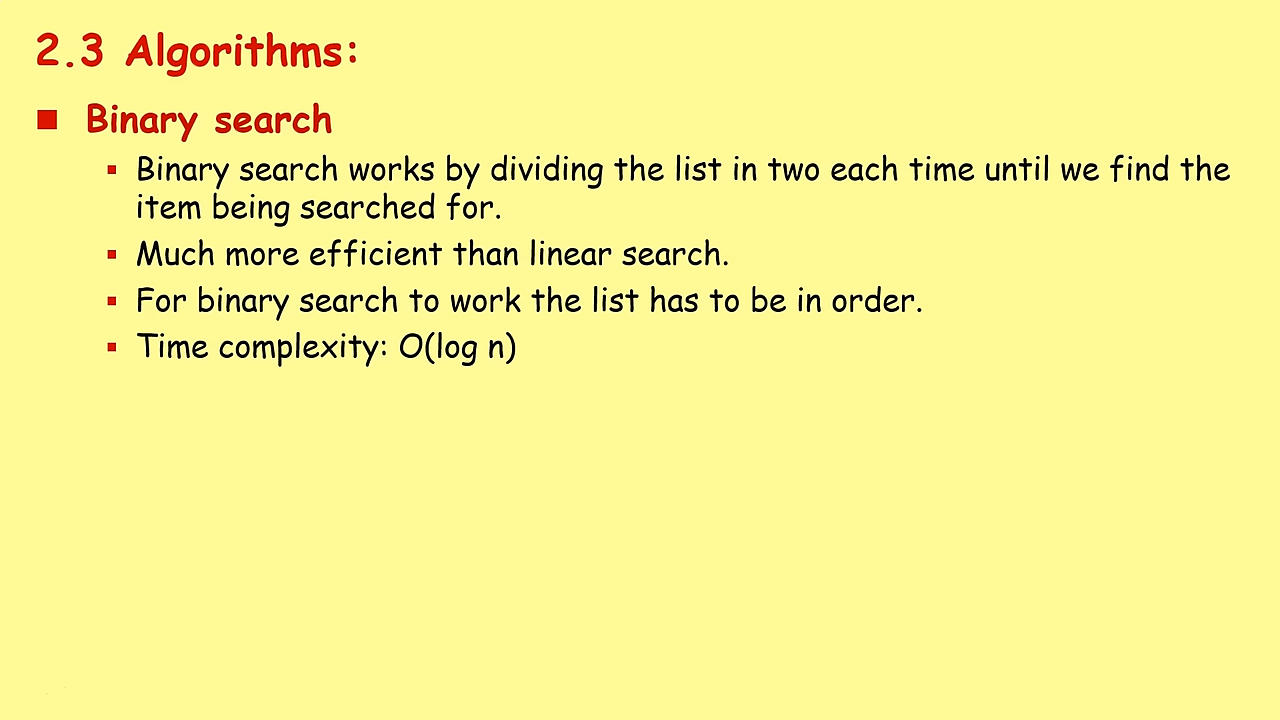 2.3 Algorithms:
Binary search
Binary search works by dividing the list in two each time until we find the
item being searched for.
Much more efficient than linear search.
For binary search to work the list has to be in order.
Time complexity: O(log n)